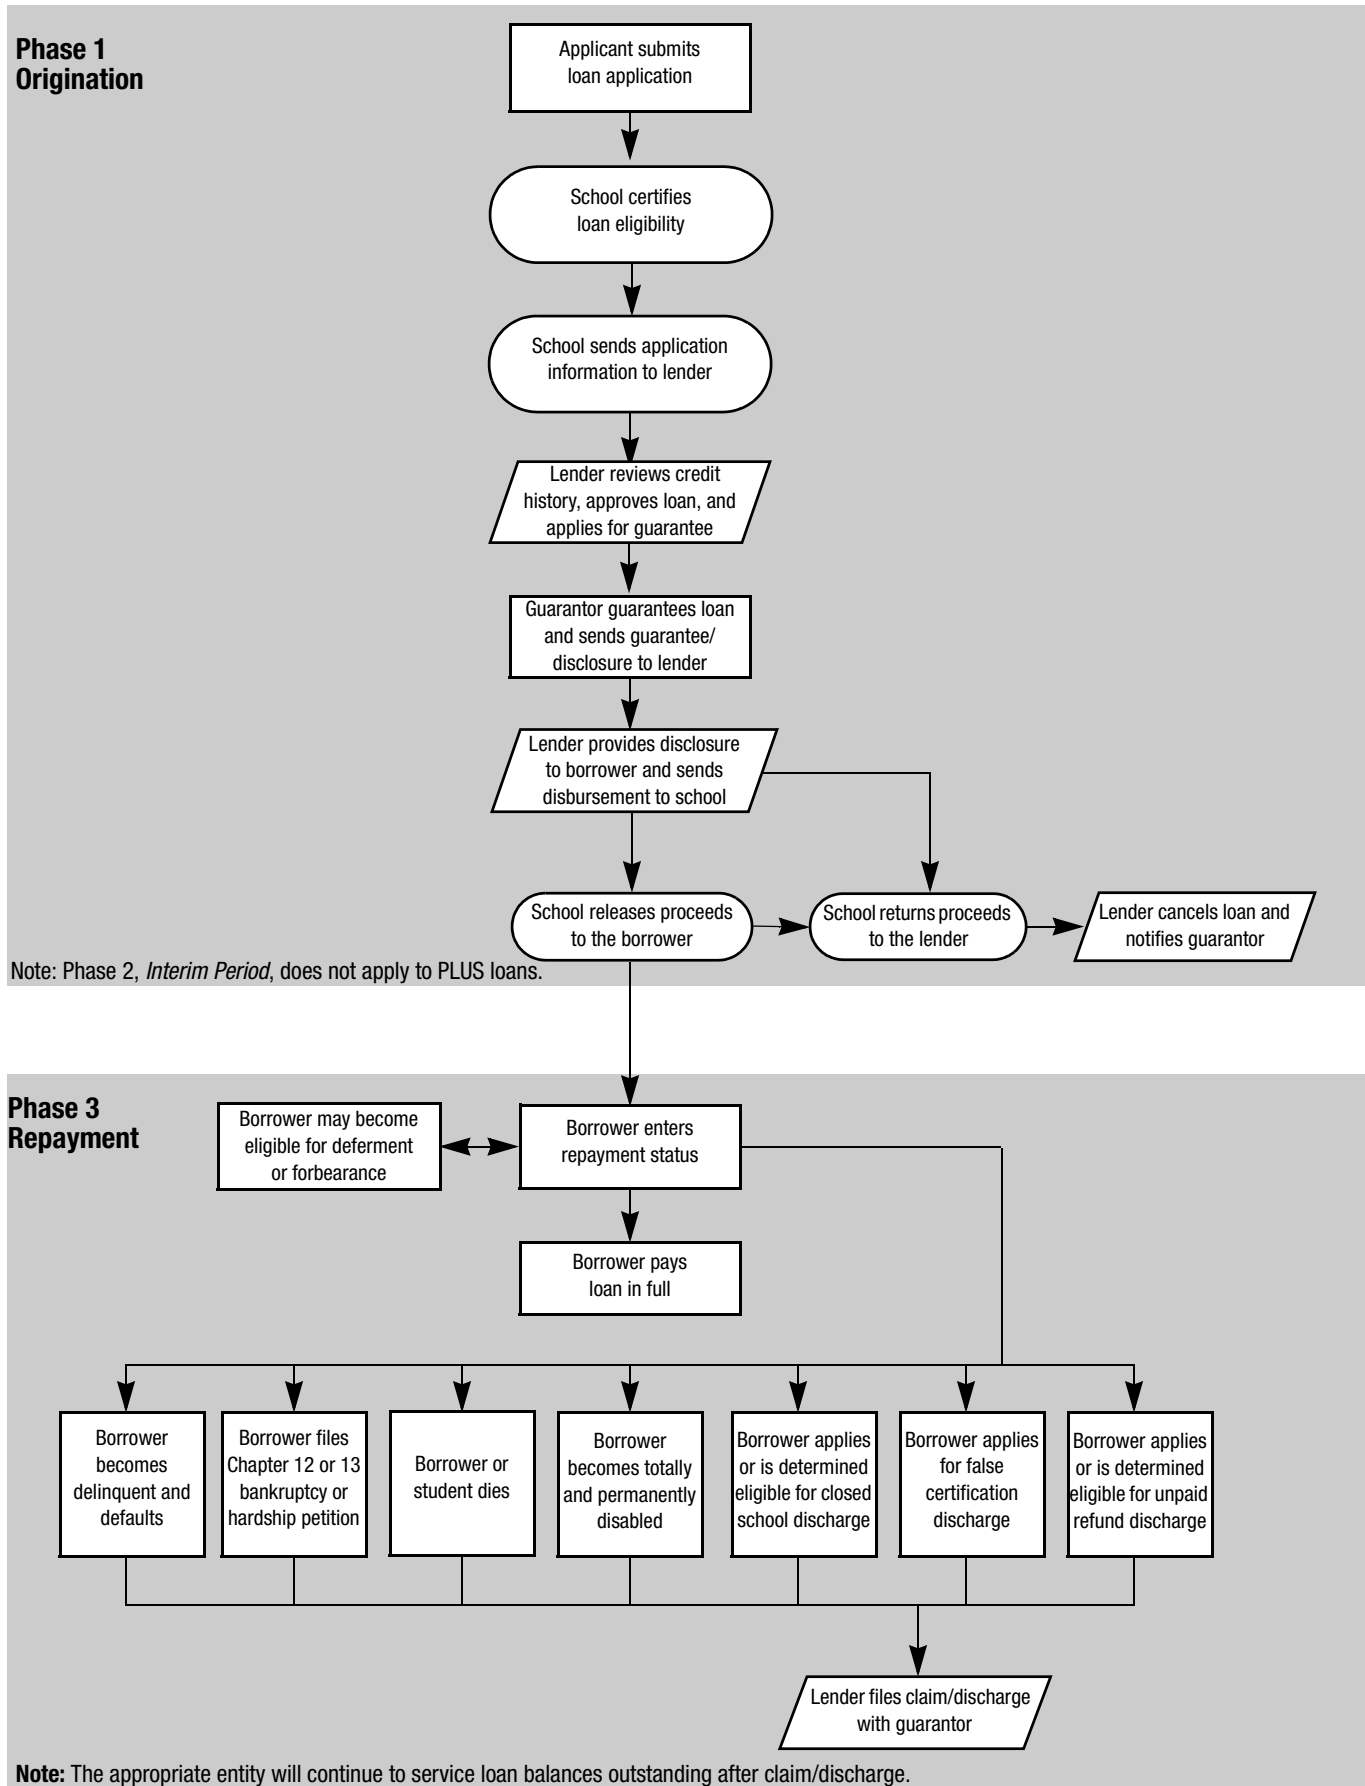 Phase 1
Origination
Applicant submits
loan application
School certifies
loan eligibility
School sends application
information to lender
Lender reviews credit
history, approves loan, and
applies for guarantee
Guarantor guarantees loan
and sends guarantee/
disclosure to lender
Lender provides disclosure
to borrower and sends
disbursement to school
School releases proceeds
to the borrower
School returns proceeds
to the lender
Lender cancels loan and
notifies guarantor
Note: Phase 2, Interim Period, does not apply to PLUS loans.
Phase 3
Repayment
Borrower may become
eligible for deferment
or forbearance
Borrower enters
repayment status
Borrower pays
loan in full
Borrower
becomes
delinquent and
defaults
Borrower files
Chapter 12 or 13
bankruptcy or
hardship petition
Borrower or
student dies
Borrower
becomes totally
and permanently
disabled
Borrower applies
or is determined
eligible for closed
school discharge
Borrower applies
for false
certification
discharge
Borrower applies
or is determined
eligible for unpaid
refund discharge
Lender files claim/discharge
with guarantor
Note: The appropriate entity will continue to service loan balances outstanding after claim/discharge.